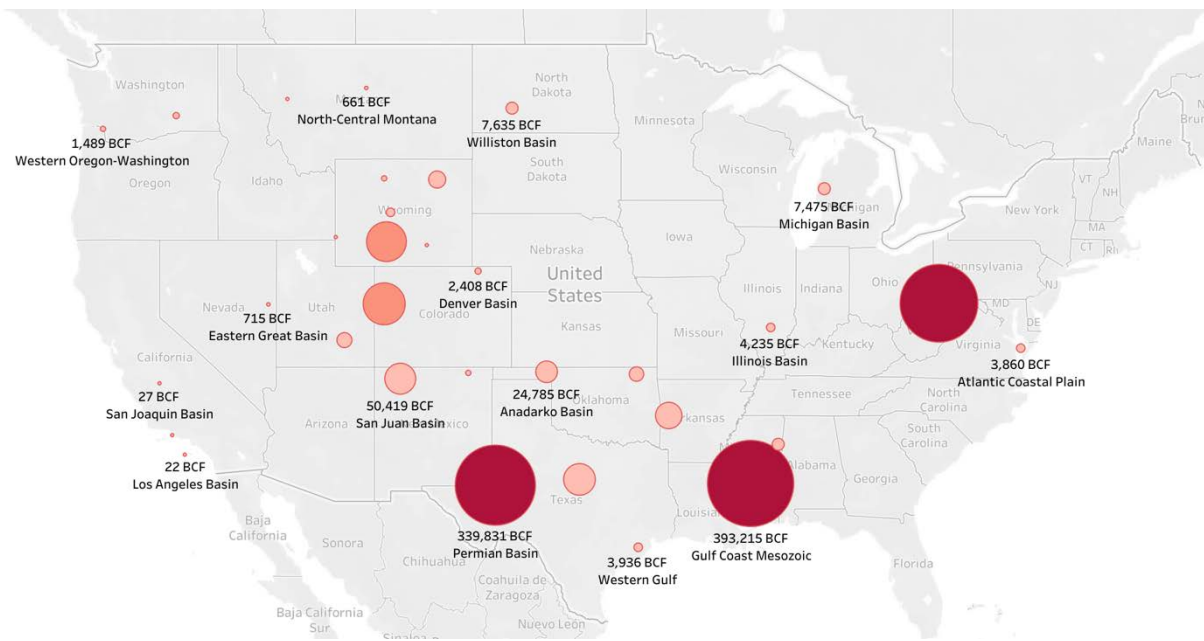 Washington
Oregon
Idaho
North
Dakota
South
Dakota
Minnesota
Wisconsin
Maine
VT
NH
New York
MA
CT
RI
661 BCF
North-Central Montana
7,635 BCF
Williston Basin
1,489 BCF
Western Oregon-Washington
7,475 BCF
Michigan Basin
Wyoming
Nebraska
Iowa
United
States
Nevada
Utah
Colorado
Kansas
Missouri
Illinois
Indiana
Ohio
Pennsylvania
NJ
MD
DE
Virginia
Kentucky
2,408 BCF
Denver Basin
715 BCF
Eastern Great Basin
4,235 BCF
Illinois Basin
3,860 BCF
Atlantic Coastal Plain
California
27 BCF
San Joaquin Basin
Arizona
50,419 BCF
San Juan Basin
24,785 BCF
Anadarko Basin
Oklahoma
Tennessee
North
Carolina
South
Carolina
Alabama
Georgia
22 BCF
Los Angeles Basin
Texas
339,831 BCF
Permian Basin
393,215 BCF
Gulf Coast Mesozoic
3,936 BCF
Western Gulf
Florida
Baja
California
Sonora
Chihuahua
Coahuila de
Zaragoza
Baja California
Sur
Nuevo León